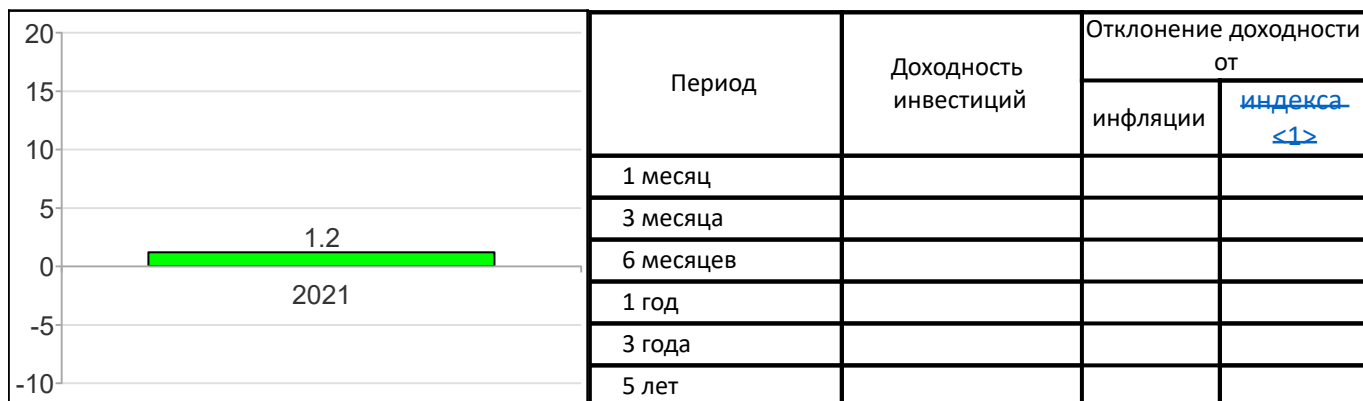 20
15
10
5
0
-5
-10
1.2
2021
Период
Доходность
инвестиций
Отклонение доходности
от
инфляции
индекса
<1>
1 месяц
3 месяца
6 месяцев
1 год
3 года
5 лет